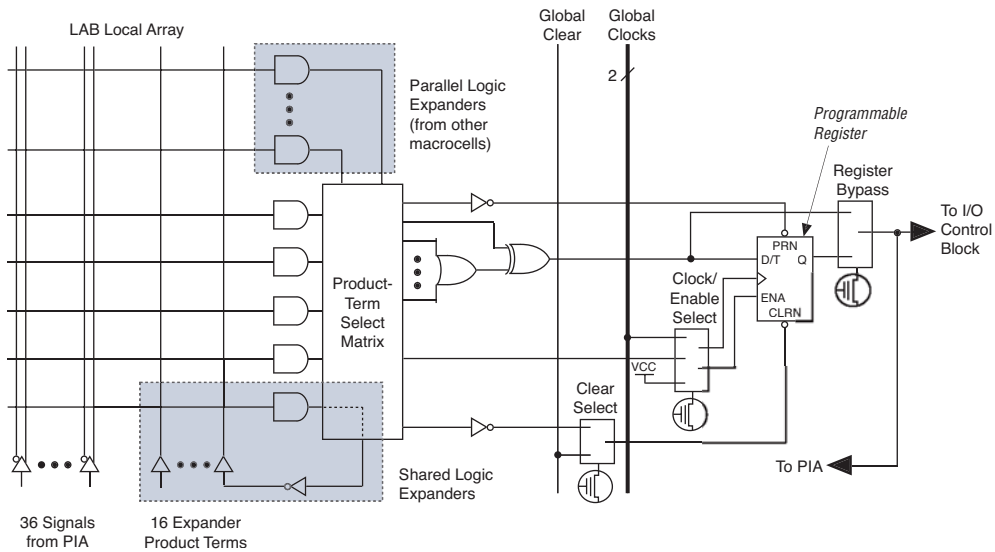 LAB Local Array
Global
Clear
Global
Clocks
2
Parallel Logic
Expanders
(from other
macrocells)
Programmable
Register
Register
Bypass
To I/O
Control
Block
PRN
D/T
Q
ENA
CLRN
Clock/
Enable
Select
Product-
Term
Select
Matrix
VCC
Clear
Select
Shared Logic
Expanders
To PIA
36 Signals
from PIA
16 Expander
Product Terms